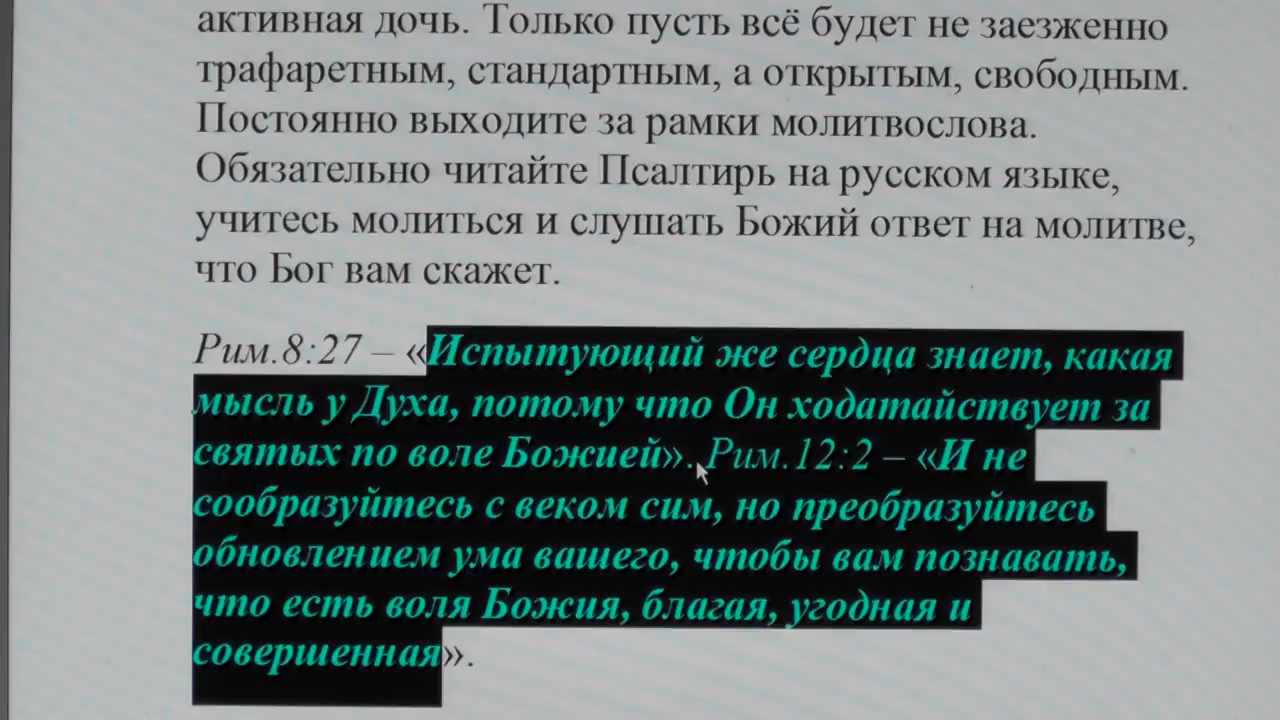 активная дочь. Только пусть всё будет не заезженно
трафаретным, стандартным, а открытым, свободным.
Постоянно выходите за рамки молитвослова.
Обязательно читайте Псалтирь на русском языке,
учитесь молиться и слушать Божий ответ на молитве,
что Бог вам скажет.
Рим.8:27 – «Испытующий же сердца знает, какая
мысль у Духа, потому что Он ходатайствует за
святых по воле Божией». Рим.12:2 – «И не
сообразуйтесь с веком сим, но преобразуйтесь
обновлением ума вашего, чтобы вам познавать,
что есть воля Божия, благая, угодная и
совершенная».